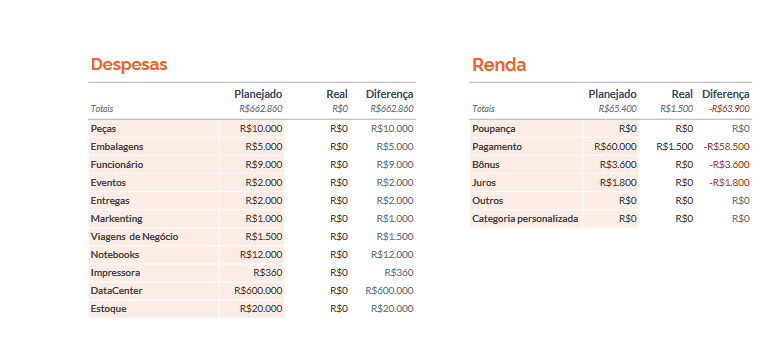 Despesas
Planejado Real Diferença
Totais R$662.860 R$0 R$662.860
Peças R$10.000 R$0 R$10.000
Embalagens R$5.000 R$0 R$5.000
Funcionário R$9.000 R$0 R$9.000
Eventos R$2.000 R$0 R$2.000
Entregas R$2.000 R$0 R$2.000
Markenting R$1.000 R$0 R$1.000
Viagens de Negócio R$1.500 R$0 R$1.500
Notebooks R$12.000 R$0 R$12.000
Impressora R$360 R$0 R$360
DataCenter R$600.000 R$0 R$600.000
Estoque R$20.000 R$0 R$20.000
Renda
Planejado Real Diferença
Totais R$65.400 R$1.500 -R$63.900
Poupança R$0 R$0 R$0
Pagamento R$60.000 R$1.500 -R$58.500
Bônus R$3.600 R$0 -R$3.600
Juros R$1.800 R$0 -R$1.800
Outros R$0 R$0 R$0
Categoria personalizada R$0 R$0 R$0